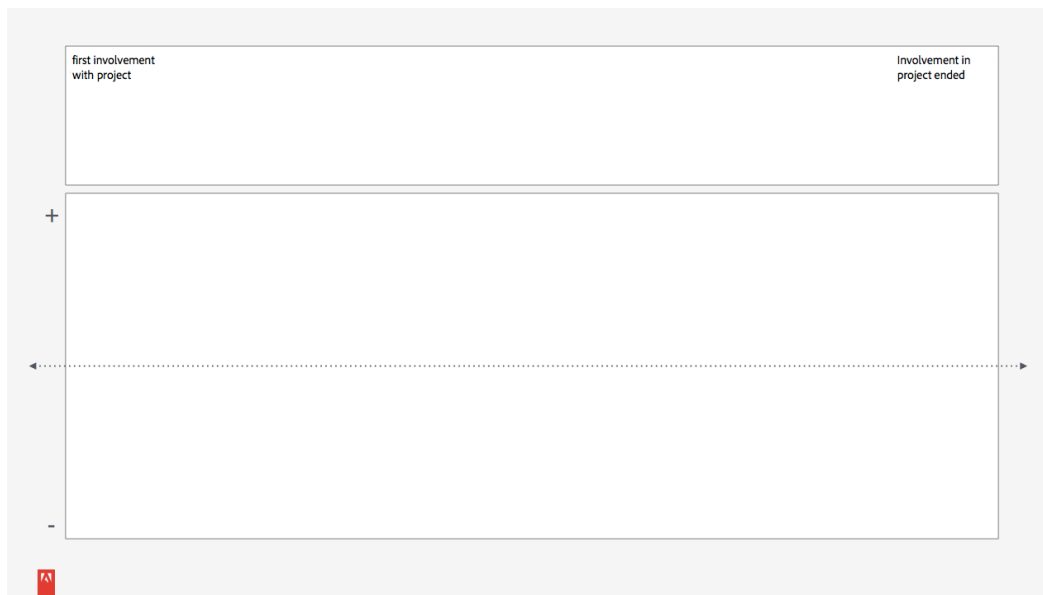 first involvement
with project
Involvement in
project ended
+
-